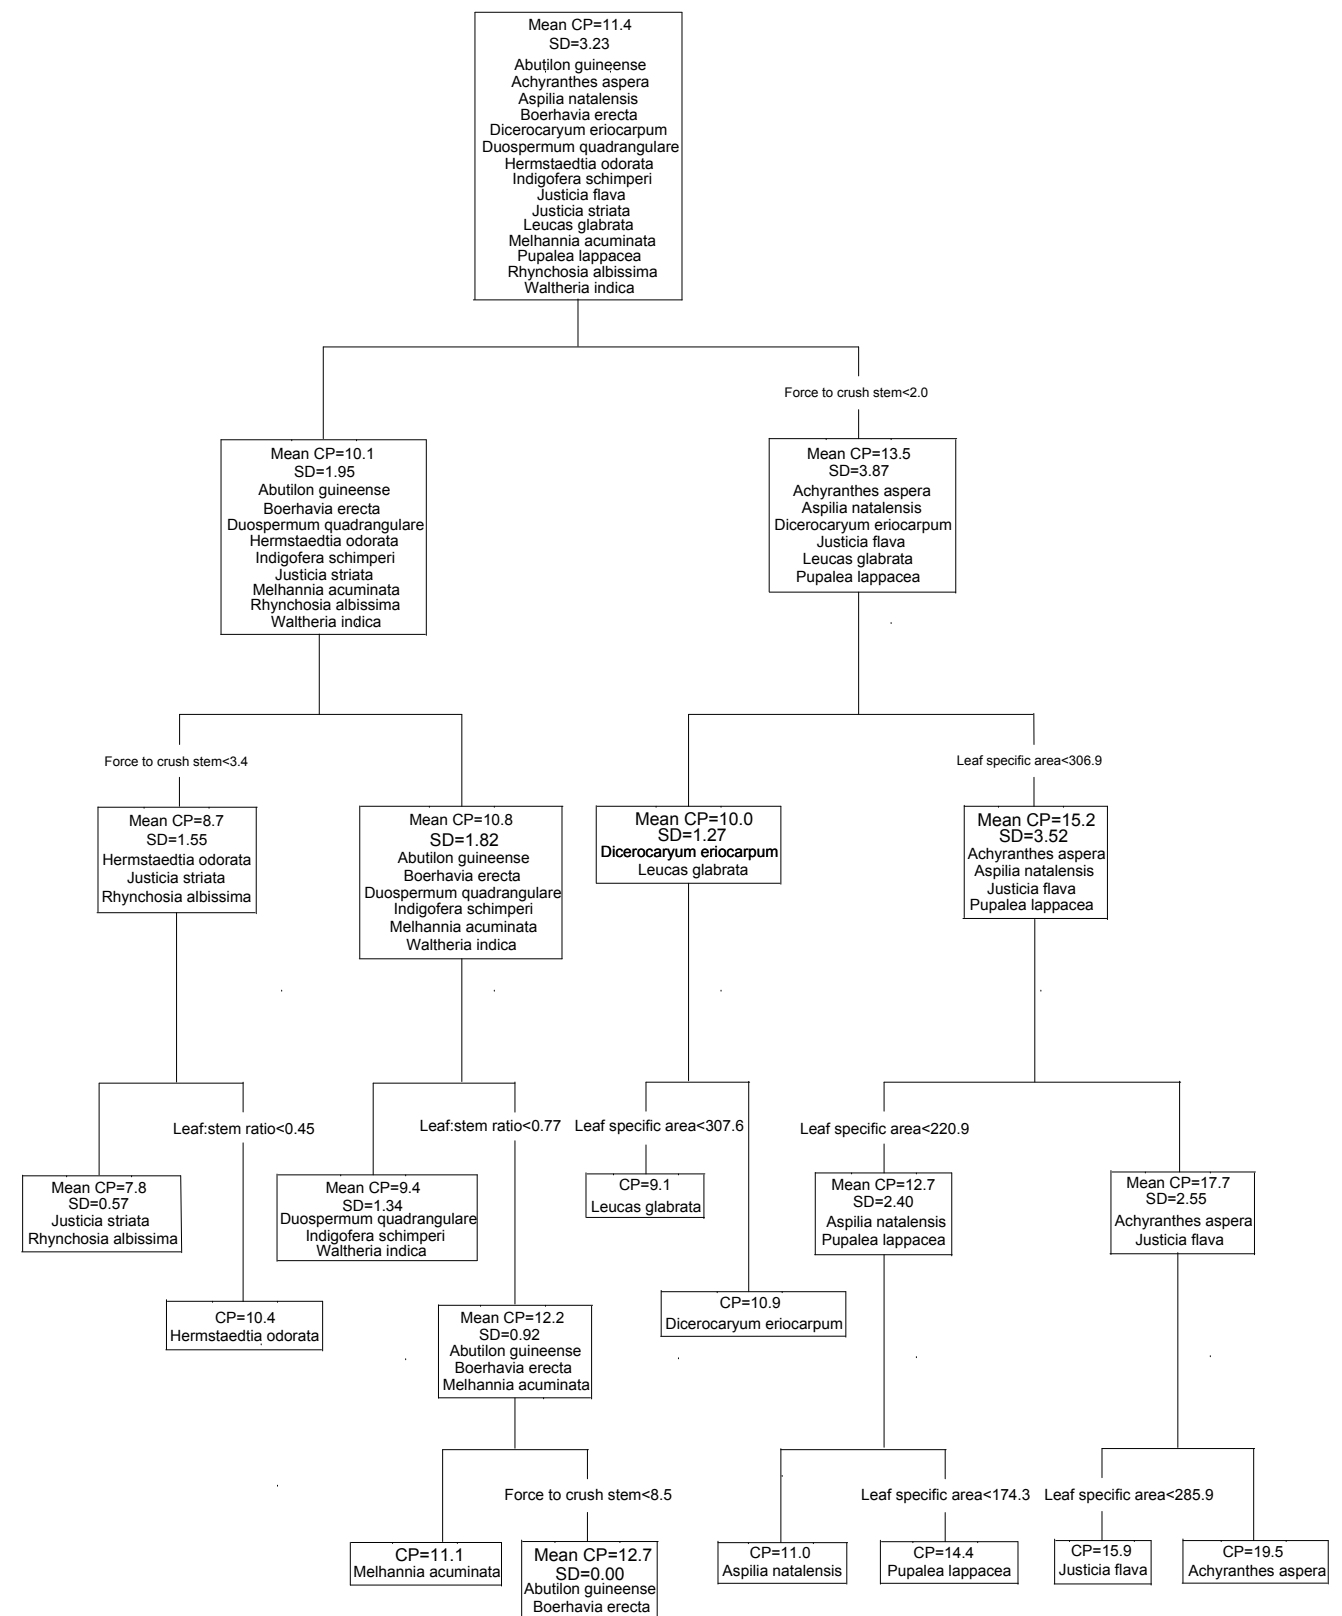 Mean CP=11.4
SD=3.23
Abutilon guineense
Achyranthes aspera
Aspilia natalensis
Boerhavia erecta
Dicerocaryum eriocarpum
Duospermum quadrangulare
Hermstaedtia odorata
Indigofera schimperi
Justicia flava
Justicia striata
Leucas glabrata
Melhannia acuminata
Pupalea lappacea
Rhynchosia albissima
Waltheria indica
Force to crush stem<2.0
Mean CP=10.1
SD=1.95
Abutilon guineense
Boerhavia erecta
Duospermum quadrangulare
Hermstaedtia odorata
Indigofera schimperi
Justicia striata
Melhannia acuminata
Rhynchosia albissima
Waltheria indica
Mean CP=13.5
SD=3.87
Achyranthes aspera
Aspilia natalensis
Dicerocaryum eriocarpum
Justicia flava
Leucas glabrata
Pupalea lappacea
Force to crush stem<3.4
Leaf specific area<306.9
Mean CP=8.7
SD=1.55
Hermstaedtia odorata
Justicia striata
Rhynchosia albissima
Mean CP=10.8
SD=1.82
Abutilon guineense
Boerhavia erecta
Duospermum quadrangulare
Indigofera schimperi
Melhannia acuminata
Waltheria indica
Mean CP=10.0
SD=1.27
Dicerocaryum eriocarpum
Leucas glabrata
Mean CP=15.2
SD=3.52
Achyranthes aspera
Aspilia natalensis
Justicia flava
Pupalea lappacea
Leaf:stem ratio<0.45
Leaf:stem ratio<0.77
Leaf specific area<307.6
Leaf specific area<220.9
Mean CP=7.8
SD=0.57
Justicia striata
Rhynchosia albissima
Mean CP=9.4
SD=1.34
Duospermum quadrangulare
Indigofera schimperi
Waltheria indica
CP=9.1
Leucas glabrata
Mean CP=12.7
SD=2.40
Aspilia natalensis
Pupalea lappacea
Mean CP=17.7
SD=2.55
Achyranthes aspera
Justicia flava
CP=10.4
Hermstaedtia odorata
Mean CP=12.2
SD=0.92
Abutilon guineense
Boerhavia erecta
Melhannia acuminata
CP=10.9
Dicerocaryum eriocarpum
Force to crush stem<8.5
Leaf specific area<174.3
Leaf specific area<285.9
CP=11.1
Melhannia acuminata
Mean CP=12.7
SD=0.00
Abutilon guineense
Boerhavia erecta
CP=11.0
Aspilia natalensis
CP=14.4
Pupalea lappacea
CP=15.9
Justicia flava
CP=19.5
Achyranthes aspera